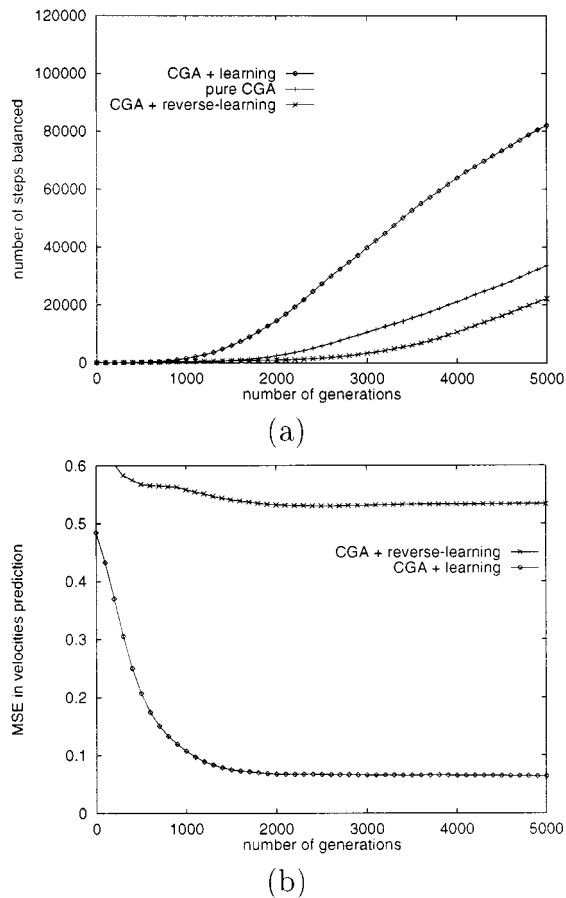 120000
100000
80000
60000
40000
20000
0
number of steps balanced
CGA + learning
pure CGA
CGA + reverse-learning
0 1000 2000 3000 4000 5000
number of generations
(a)
0.6
0.5
0.4
0.3
0.2
0.1
0
MSE in velocities prediction
CGA + reverse-learning
CGA + learning
0 1000 2000 3000 4000 5000
number of generations
(b)